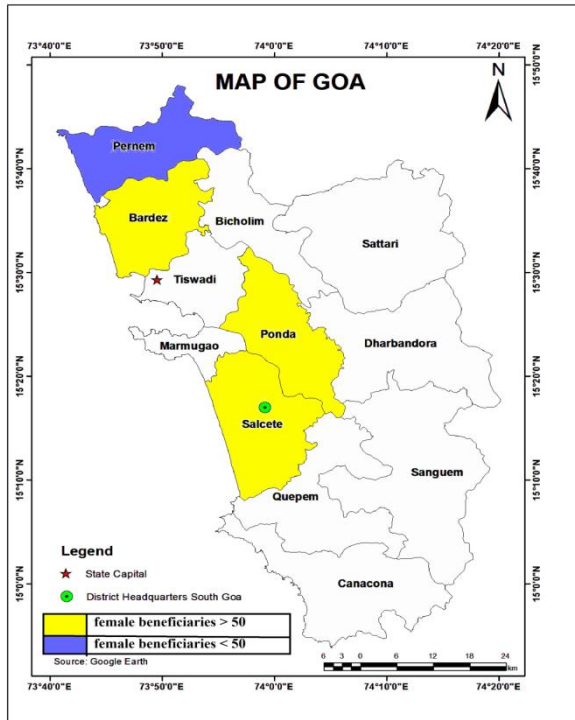 73°40'0"E 73°50'0"E 74°0'0"E 74°10'0"E 74°20'0"E
MAP OF GOA
N
15°50'0"N 15°50'0"N
15°40'0"N 15°40'0"N
15°30'0"N 15°30'0"N
15°20'0"N 15°20'0"N
15°10'0"N 15°10'0"N
15°0'0"N 15°0'0"N
Pernem
Bardez
Bicholim
Sattari
Tiswadi
Ponda
Marmugao
Dharbandora
Salcete
Sanguem
Quepem
Canacona
Legend
State Capital
District Headquarters South Goa
female beneficiaries > 50
female beneficiaries < 50
Source: Google Earth
6 3 0 6 12 18 24
km
73°40'0"E 73°50'0"E 74°0'0"E 74°10'0"E 74°20'0"E